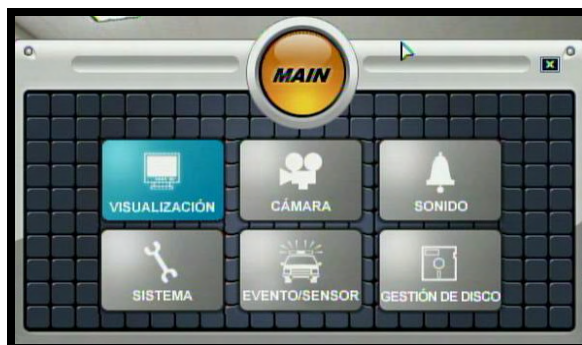 MAIN
VISUALIZACIÓN
CÁMARA
SONIDO
SISTEMA
EVENTO/SENSOR
GESTIÓN DE DISCO